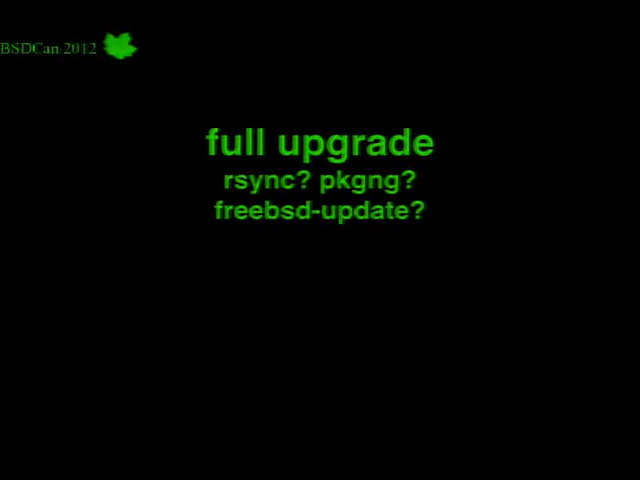 BSDCan 2012
full upgrade
rsync? pkgng?
freebsd-update?